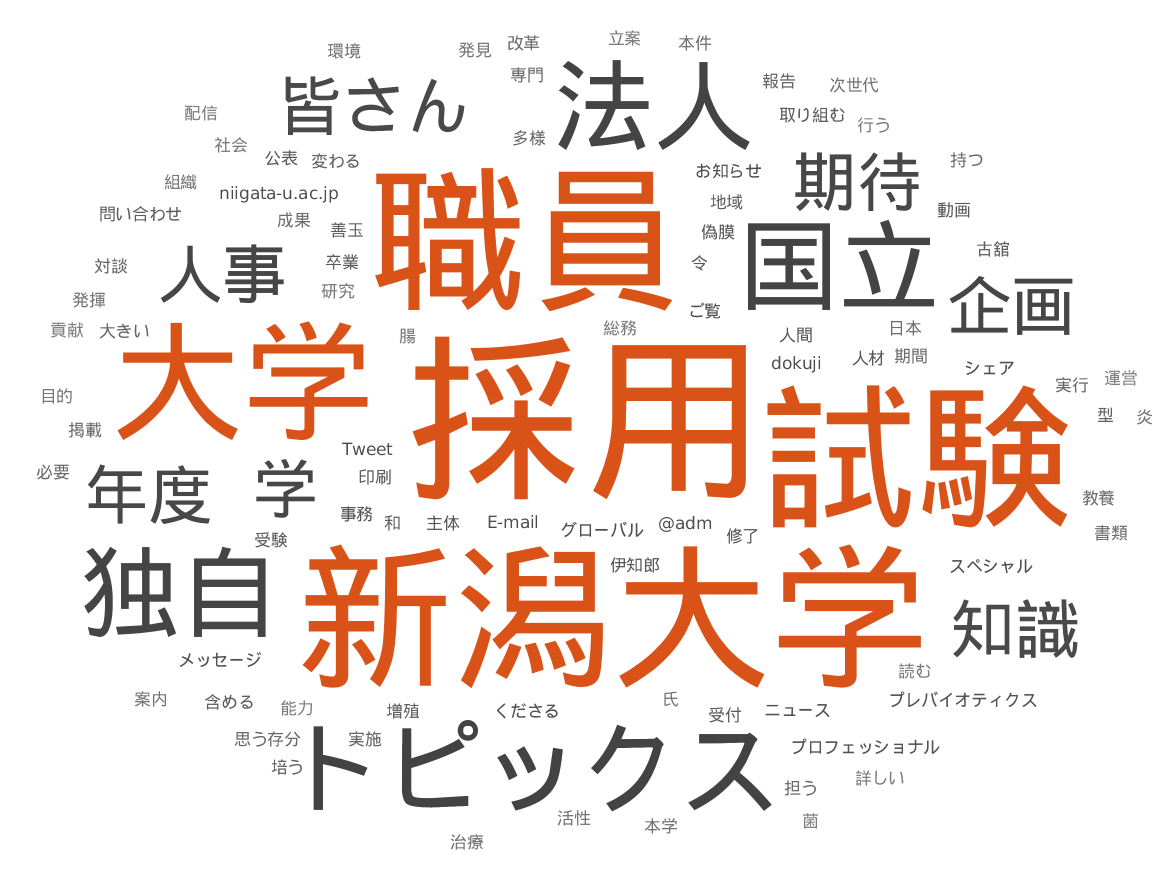 立案
環境
発見
改革
本件
専門
報告
次世代
皆さん
法人
配信
取り組む
行う
社会
多様
公表
変わる
お知らせ
期待
持つ
組織
niigata-u.ac.jp
職員
地域
問い合わせ
成果
善玉
偽膜
動画
国立
古舘
対談
人事
卒業
令
発揮
研究
ご覧
企画
貢献
大きい
腸
総務
人間
日本
大学
採用
dokuji
人材
期間
シェア
実行
運営
目的
試験
型
炎
掲載
Tweet
必要
年度
学
印刷
教養
事務
和
主体
E-mail
グローバル
@adm
修了
書類
受験
伊知郎
スペシャル
独自
新潟大学
知識
メッセージ
読む
案内
含める
能力
増殖
くださる
氏
受付
ニュース
プレバイオティクス
思う存分
実施
トピックス
プロフェッショナル
培う
担う
詳しい
活性
本学
菌
治療